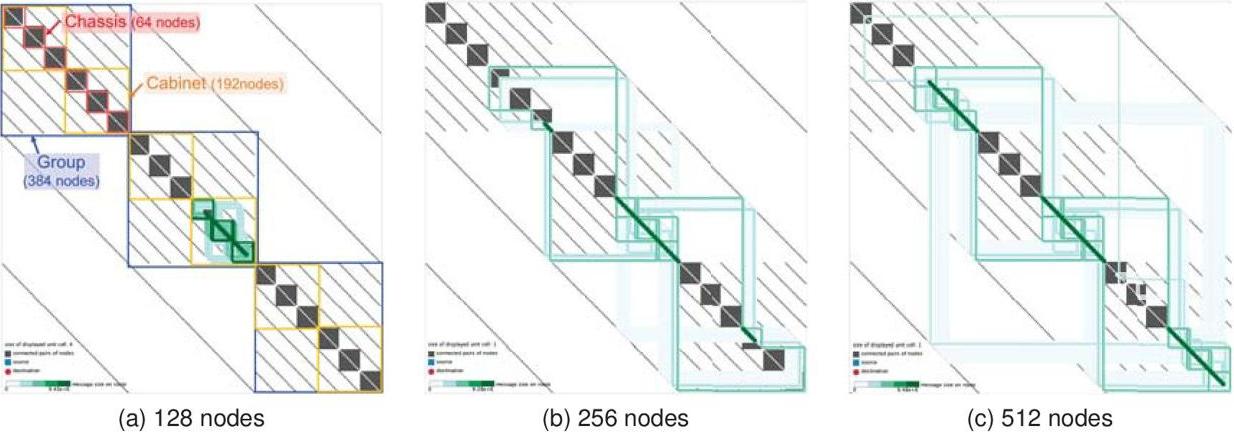 Chassis (64 nodes)
Cabinet (192nodes)
Group
(384 nodes)
size of displayed unit cell: 4
connected pairs of nodes
source
destination
message size on route
0
size of displayed unit cell: 1
connected pairs of nodes
source
destination
message size on route
0
size of displayed unit cell: 1
connected pairs of nodes
source
destination
message size on route
0
(a) 128 nodes
(b) 256 nodes
(c) 512 nodes